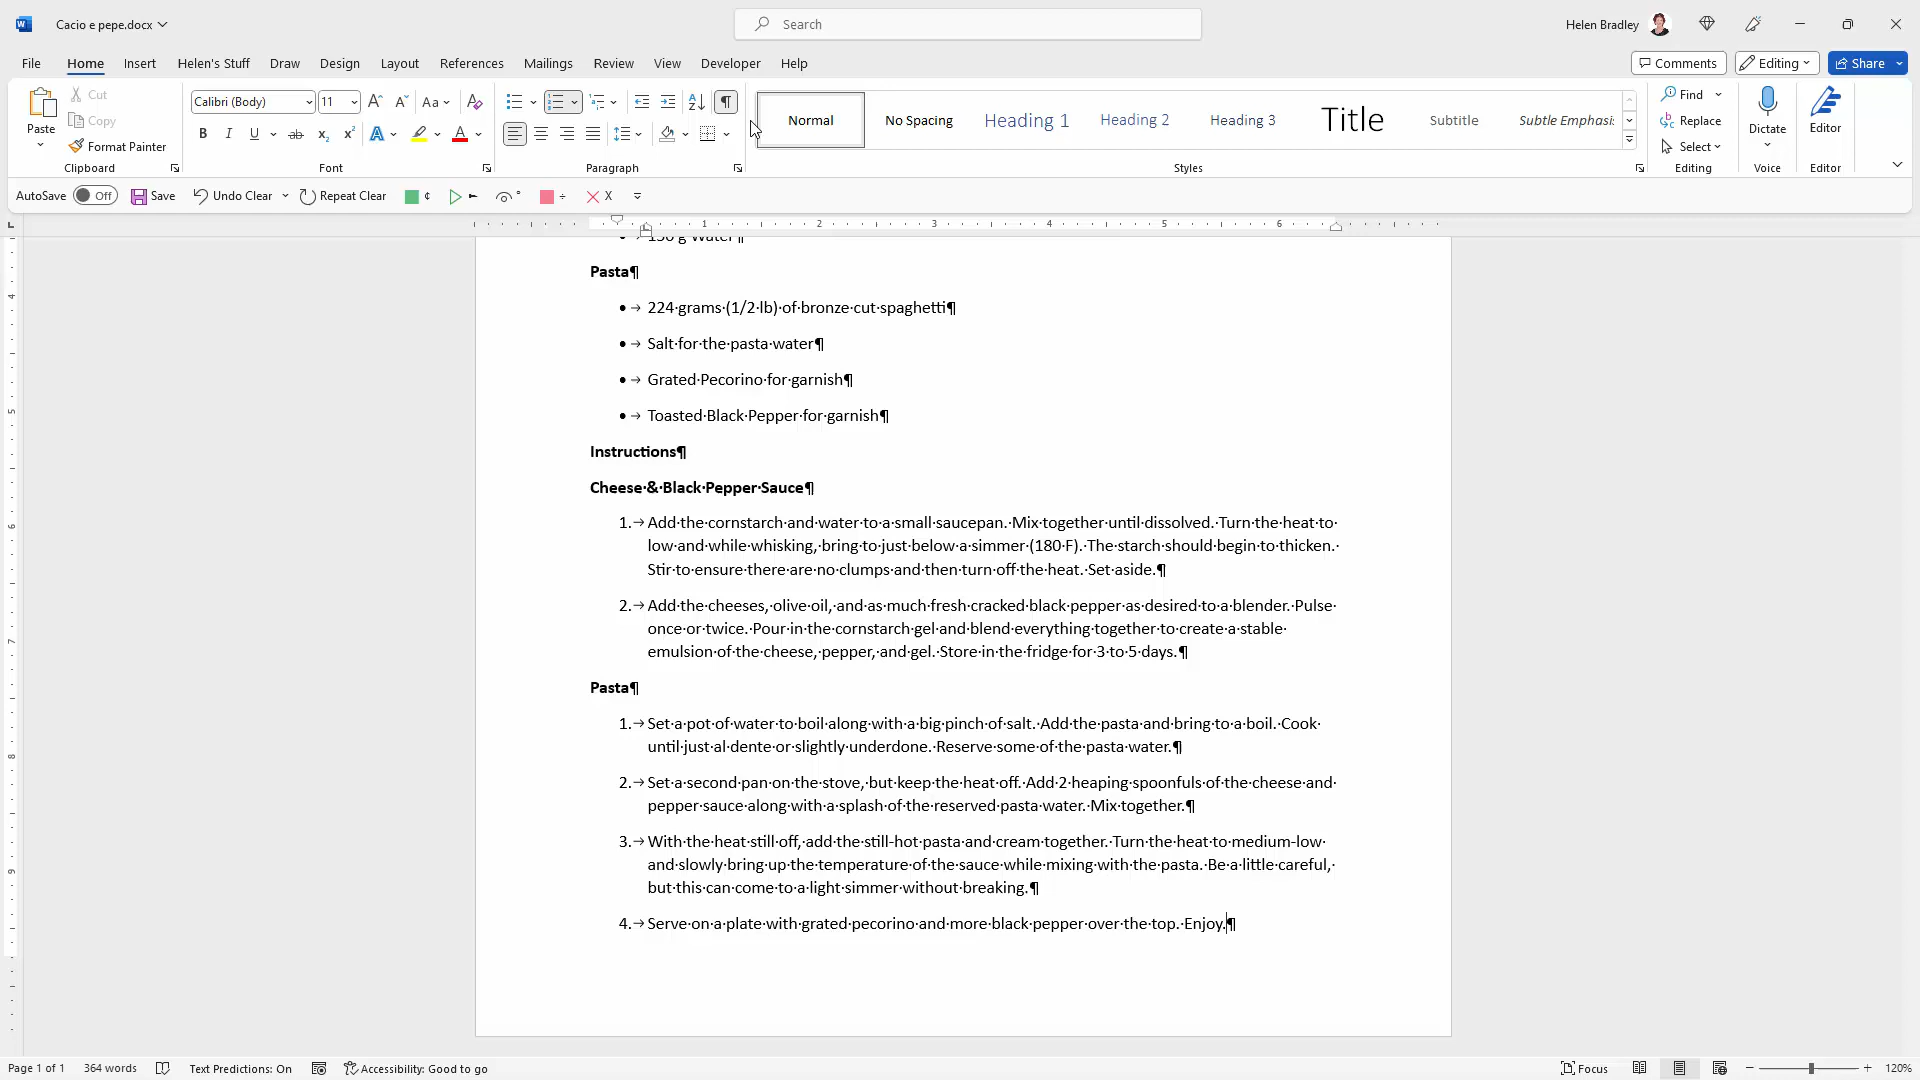 Cacio e pepe.docx
Search
Helen Bradley
File Home Insert Helen's Stuff Draw Design Layout References Mailings Review View Developer Help
Comments Editing Share
Paste
Cut
Copy
Format Painter
Clipboard
Calibri (Body) 11
Font
Paragraph
Normal No Spacing Heading 1 Heading 2 Heading 3 Title Subtitle Subtle Emphasis
Styles
Find
Replace
Select
Editing
Dictate
Voice
Editor
Editor
AutoSave Off Save Undo Clear Repeat Clear ¢ ° ÷ X
1 2 3 4 5 6
4
5
6
7
8
9
• → 150 g Water¶
Pasta¶
• → 224·grams·(1/2·lb)·of·bronze·cut·spaghetti¶
• → Salt·for·the·pasta·water¶
• → Grated·Pecorino·for·garnish¶
• → Toasted·Black·Pepper·for·garnish¶
Instructions¶
Cheese·&·Black·Pepper·Sauce¶
1.→Add·the·cornstarch·and·water·to·a·small·saucepan.·Mix·together·until·dissolved.·Turn·the·heat·to·
low·and·while·whisking,·bring·to·just·below·a·simmer·(180·F).·The·starch·should·begin·to·thicken.·
Stir·to·ensure·there·are·no·clumps·and·then·turn·off·the·heat.·Set·aside.¶
2.→Add·the·cheeses,·olive·oil,·and·as·much·fresh·cracked·black·pepper·as·desired·to·a·blender.·Pulse·
once·or·twice.·Pour·in·the·cornstarch·gel·and·blend·everything·together·to·create·a·stable·
emulsion·of·the·cheese,·pepper,·and·gel.·Store·in·the·fridge·for·3·to·5·days.¶
Pasta¶
1.→Set·a·pot·of·water·to·boil·along·with·a·big·pinch·of·salt.·Add·the·pasta·and·bring·to·a·boil.·Cook·
until·just·al·dente·or·slightly·underdone.·Reserve·some·of·the·pasta·water.¶
2.→Set·a·second·pan·on·the·stove,·but·keep·the·heat·off.·Add·2·heaping·spoonfuls·of·the·cheese·and·
pepper·sauce·along·with·a·splash·of·the·reserved·pasta·water.·Mix·together.¶
3.→With·the·heat·still·off,·add·the·still-hot·pasta·and·cream·together.·Turn·the·heat·to·medium-low·
and·slowly·bring·up·the·temperature·of·the·sauce·while·mixing·with·the·pasta.·Be·a·little·careful,·
but·this·can·come·to·a·light·simmer·without·breaking.¶
4.→Serve·on·a·plate·with·grated·pecorino·and·more·black·pepper·over·the·top.·Enjoy.¶
Page 1 of 1 364 words Text Predictions: On Accessibility: Good to go Focus 120%